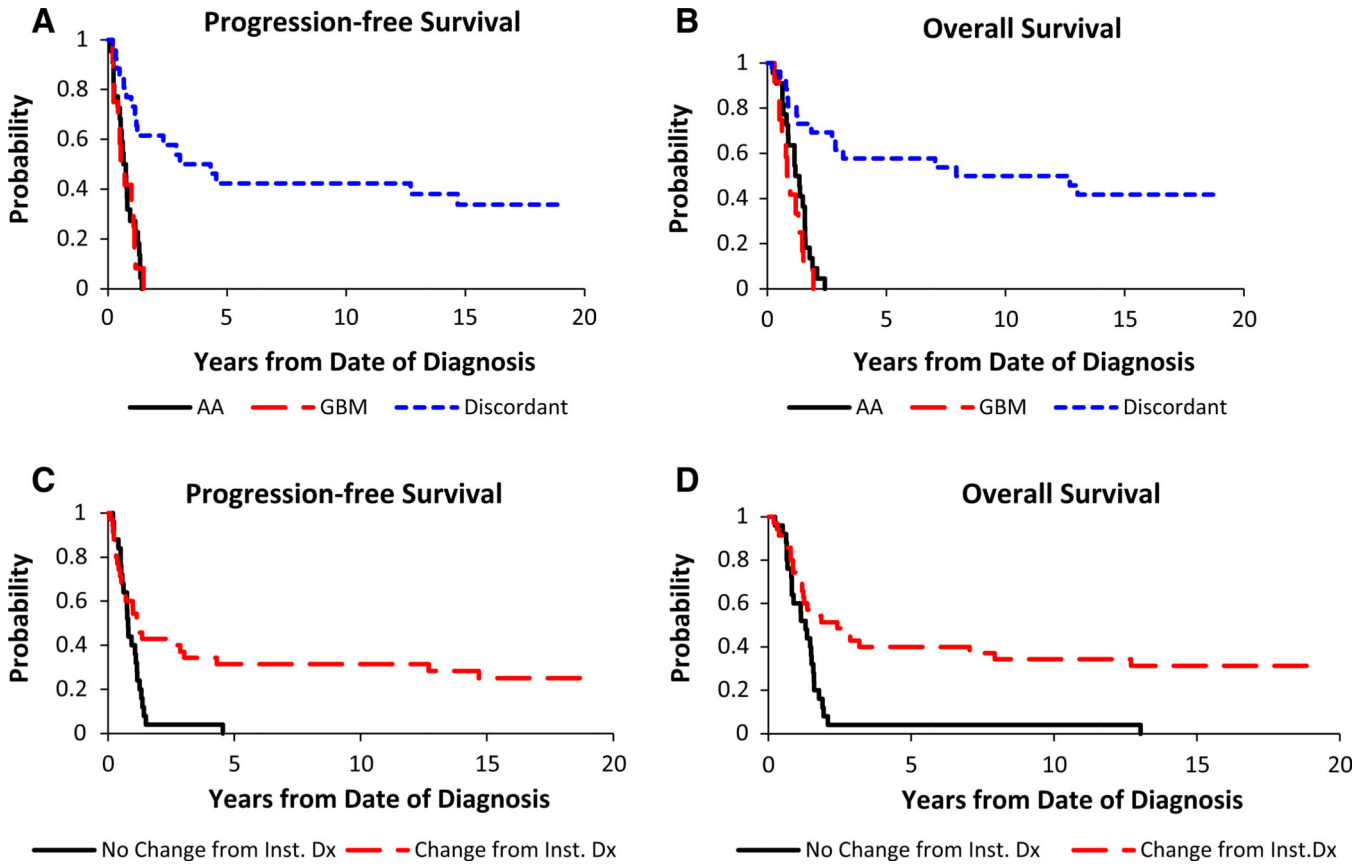 A
Progression-free Survival
Probability
1
0.8
0.6
0.4
0.2
0
0 5 10 15 20
Years from Date of Diagnosis
AA GBM Discordant
B
Overall Survival
Probability
1
0.8
0.6
0.4
0.2
0
0 5 10 15 20
Years from Date of Diagnosis
AA GBM Discordant
C
Progression-free Survival
Probability
1
0.8
0.6
0.4
0.2
0
0 5 10 15 20
Years from Date of Diagnosis
No Change from Inst. Dx Change from Inst. Dx
D
Overall Survival
Probability
1
0.8
0.6
0.4
0.2
0
0 5 10 15 20
Years from Date of Diagnosis
No Change from Inst. Dx Change from Inst.Dx